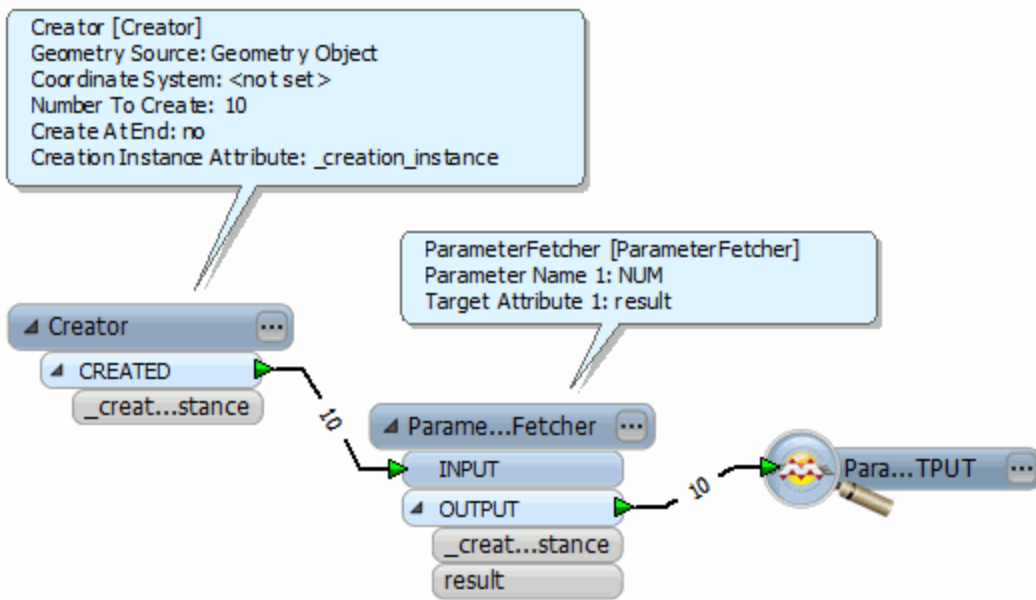 Creator [Creator]
Geometry Source: Geometry Object
Coordinate System: <not set>
Number To Create: 10
Create At End: no
Creation Instance Attribute: _creation_instance
ParameterFetcher [ParameterFetcher]
Parameter Name 1: NUM
Target Attribute 1: result
Creator
CREATED
_creat...stance
10
Parame...Fetcher
INPUT
OUTPUT
_creat...stance
result
10
Para...TPUT